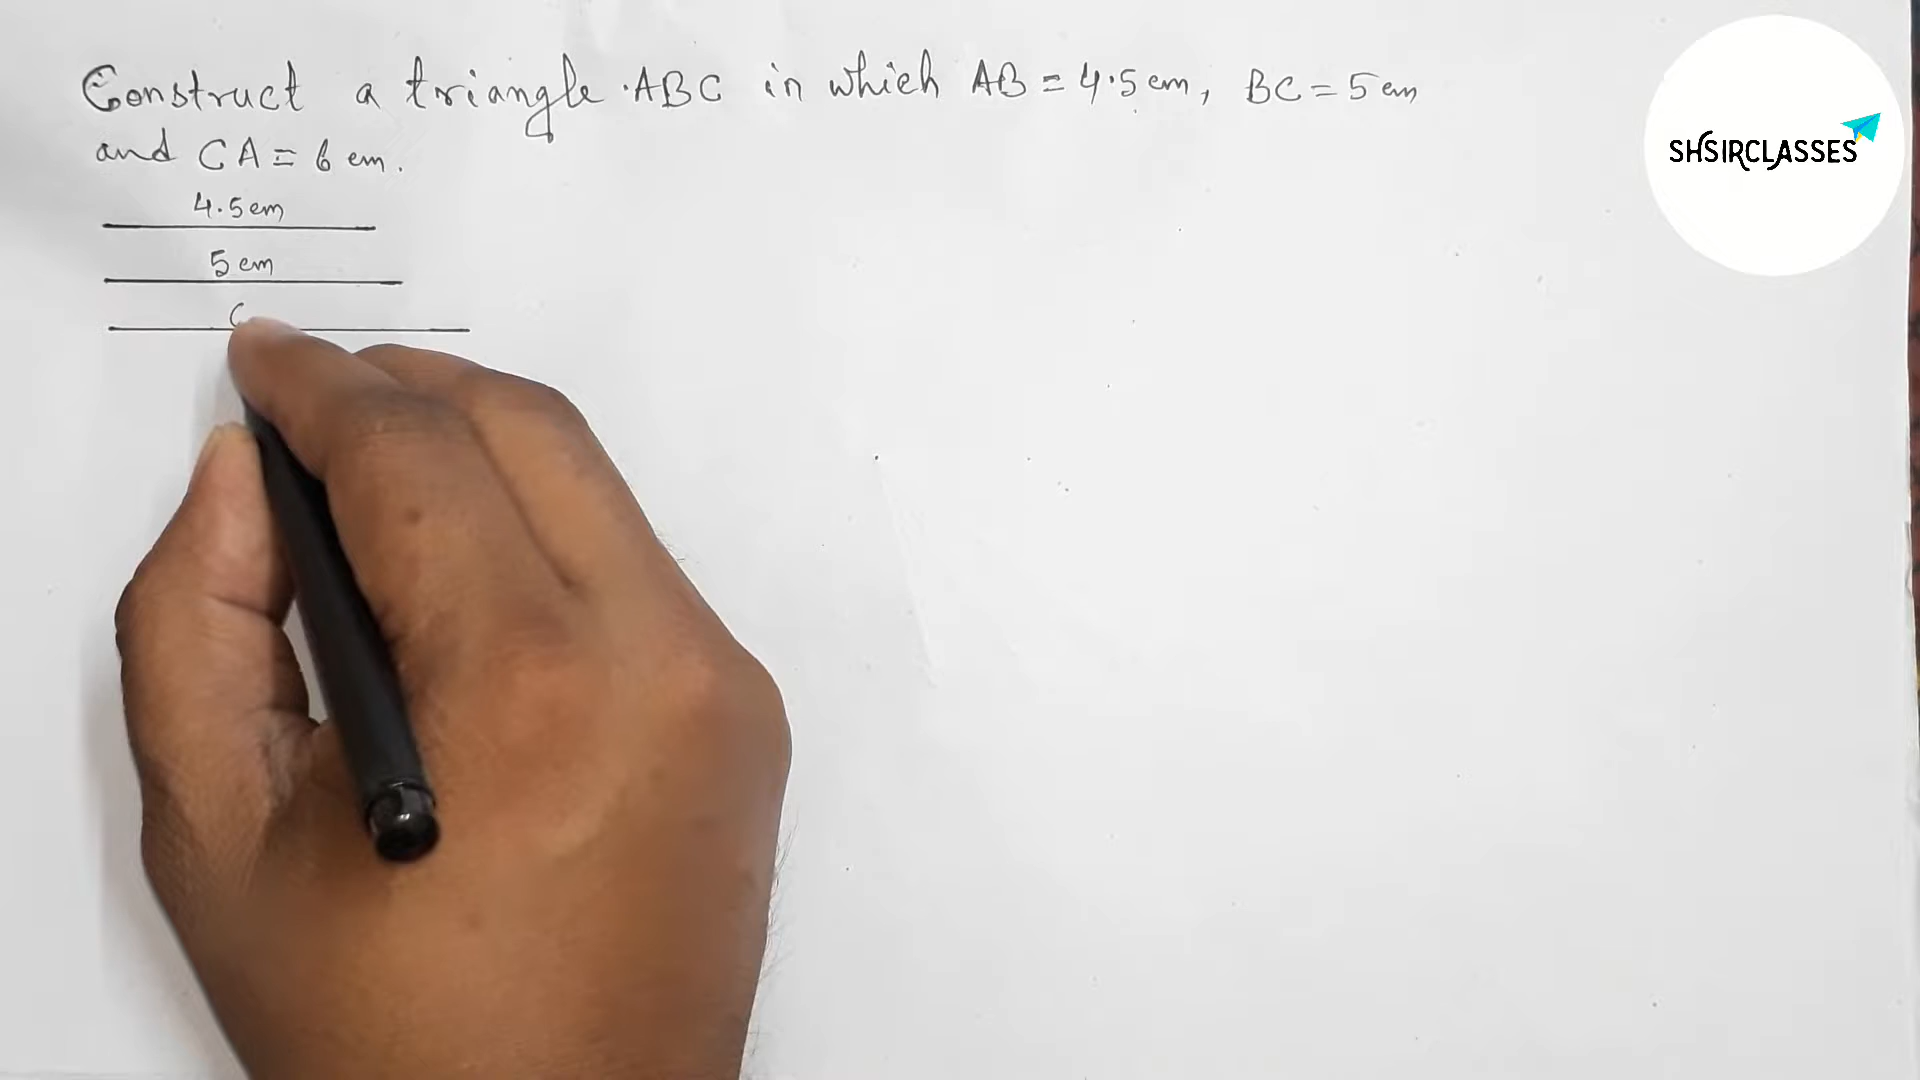 Construct a triangle ABC in which AB = 4.5 cm, BC = 5 cm
and CA = 6 cm.
4.5 cm
5 cm
SHSIRCLASSES